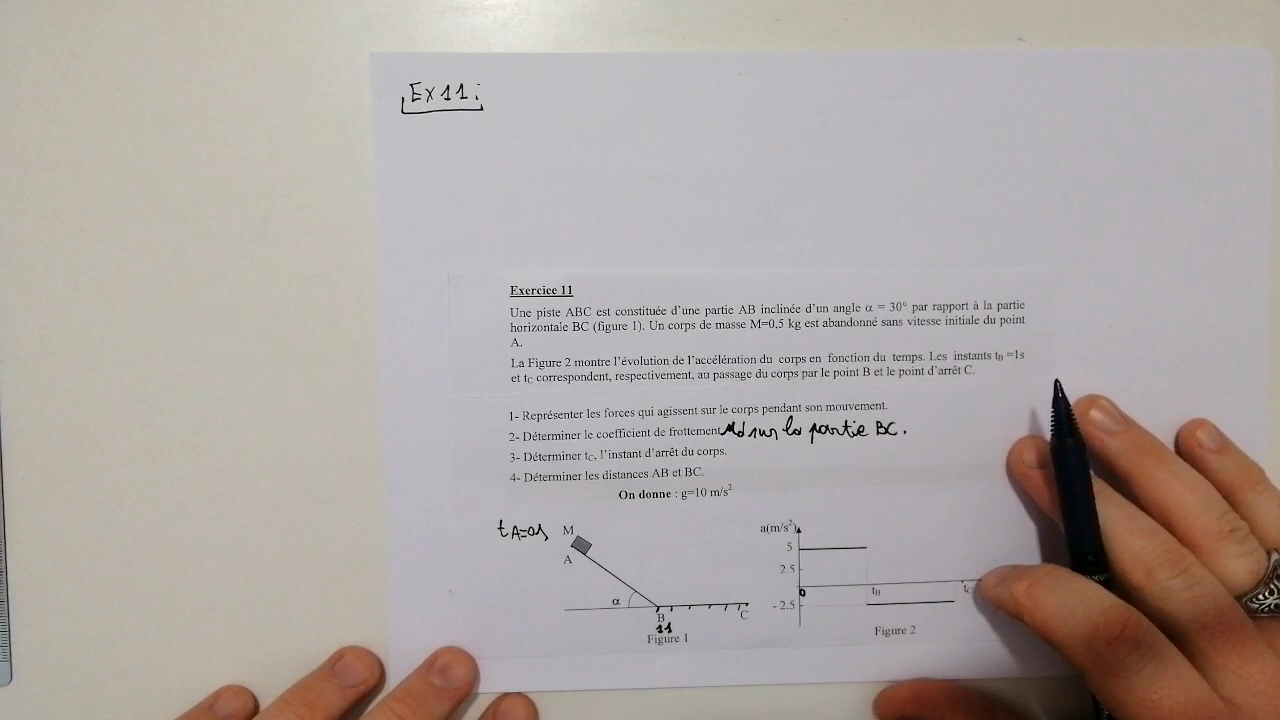 Ex 11:
Exercice 11
Une piste ABC est constituée d'une partie AB inclinée d'un angle α = 30° par rapport à la partie
horizontale BC (figure 1). Un corps de masse M=0,5 kg est abandonné sans vitesse initiale du point
A.
La Figure 2 montre l'évolution de l'accélération du corps en fonction du temps. Les instants tB =1s
et tC correspondent, respectivement, au passage du corps par le point B et le point d'arrêt C.
1- Représenter les forces qui agissent sur le corps pendant son mouvement.
2- Déterminer le coefficient de frottement μd sur la partie BC.
3- Déterminer tC, l'instant d'arrêt du corps.
4- Déterminer les distances AB et BC.
On donne : g=10 m/s²
tA=0s M
A
α
B C
1s
Figure 1
a(m/s²)
5
2.5
0 tB tC
- 2.5
Figure 2